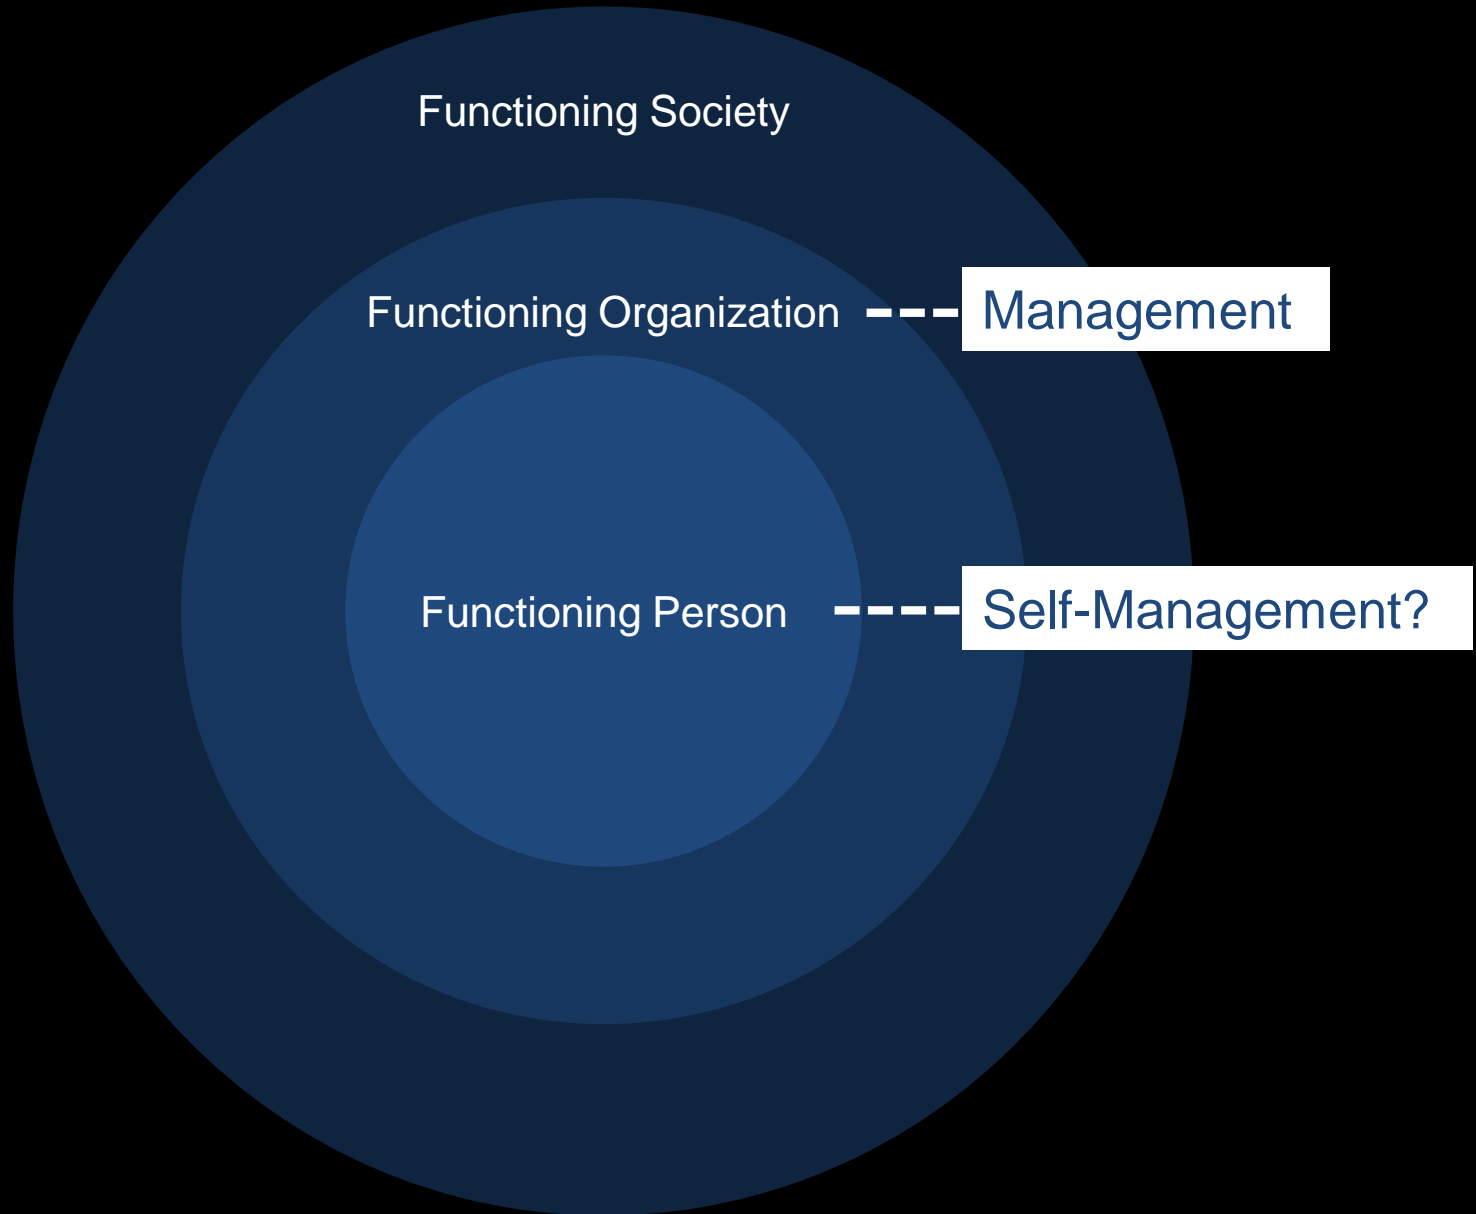 Functioning Society
Functioning Organization
Management
Functioning Person
Self-Management?